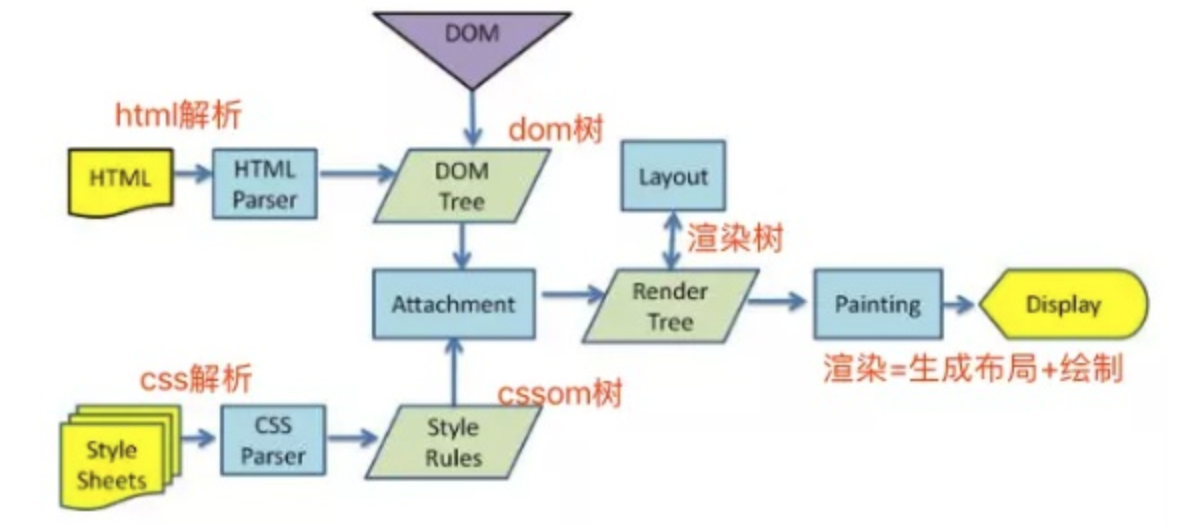 DOM
html解析
dom树
HTML
HTML
Parser
DOM
Tree
Layout
渲染树
Attachment
Render
Tree
Painting
Display
渲染=生成布局+绘制
css解析
cssom树
Style
Sheets
CSS
Parser
Style
Rules